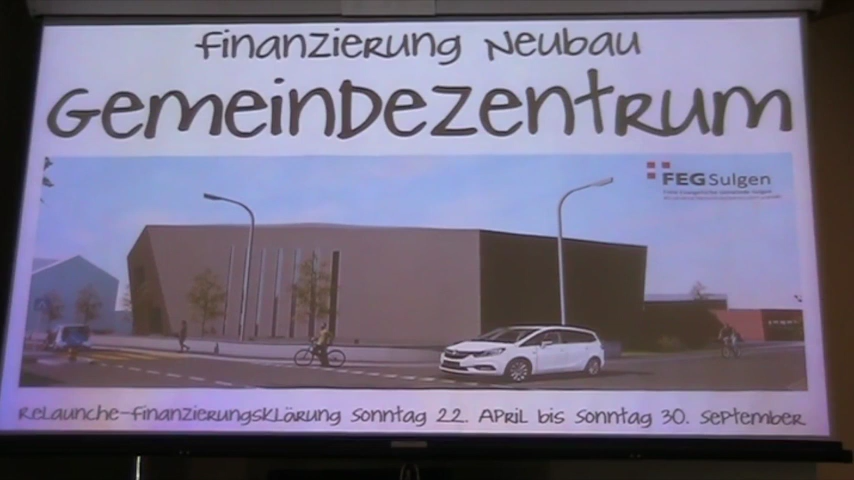 Finanzierung Neubau
Gemeindezentrum
FEG Sulgen
Relaunche-Finanzierungsklärung Sonntag 22. April bis Sonntag 30. September